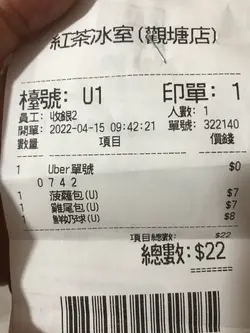 紅茶冰室(觀塘店)
檯號: U1 印單: 1
員工: 收銀2 人數: 1
開單: 2022-04-15 09:42:21 單號: 322140
數量 項目 價錢
1 Uber單號 $0
0742
1 菠蘿包(U) $7
1 雞尾包(U) $7
1 鮮奶撻(U) $8
項目總數: $22
總數: $22